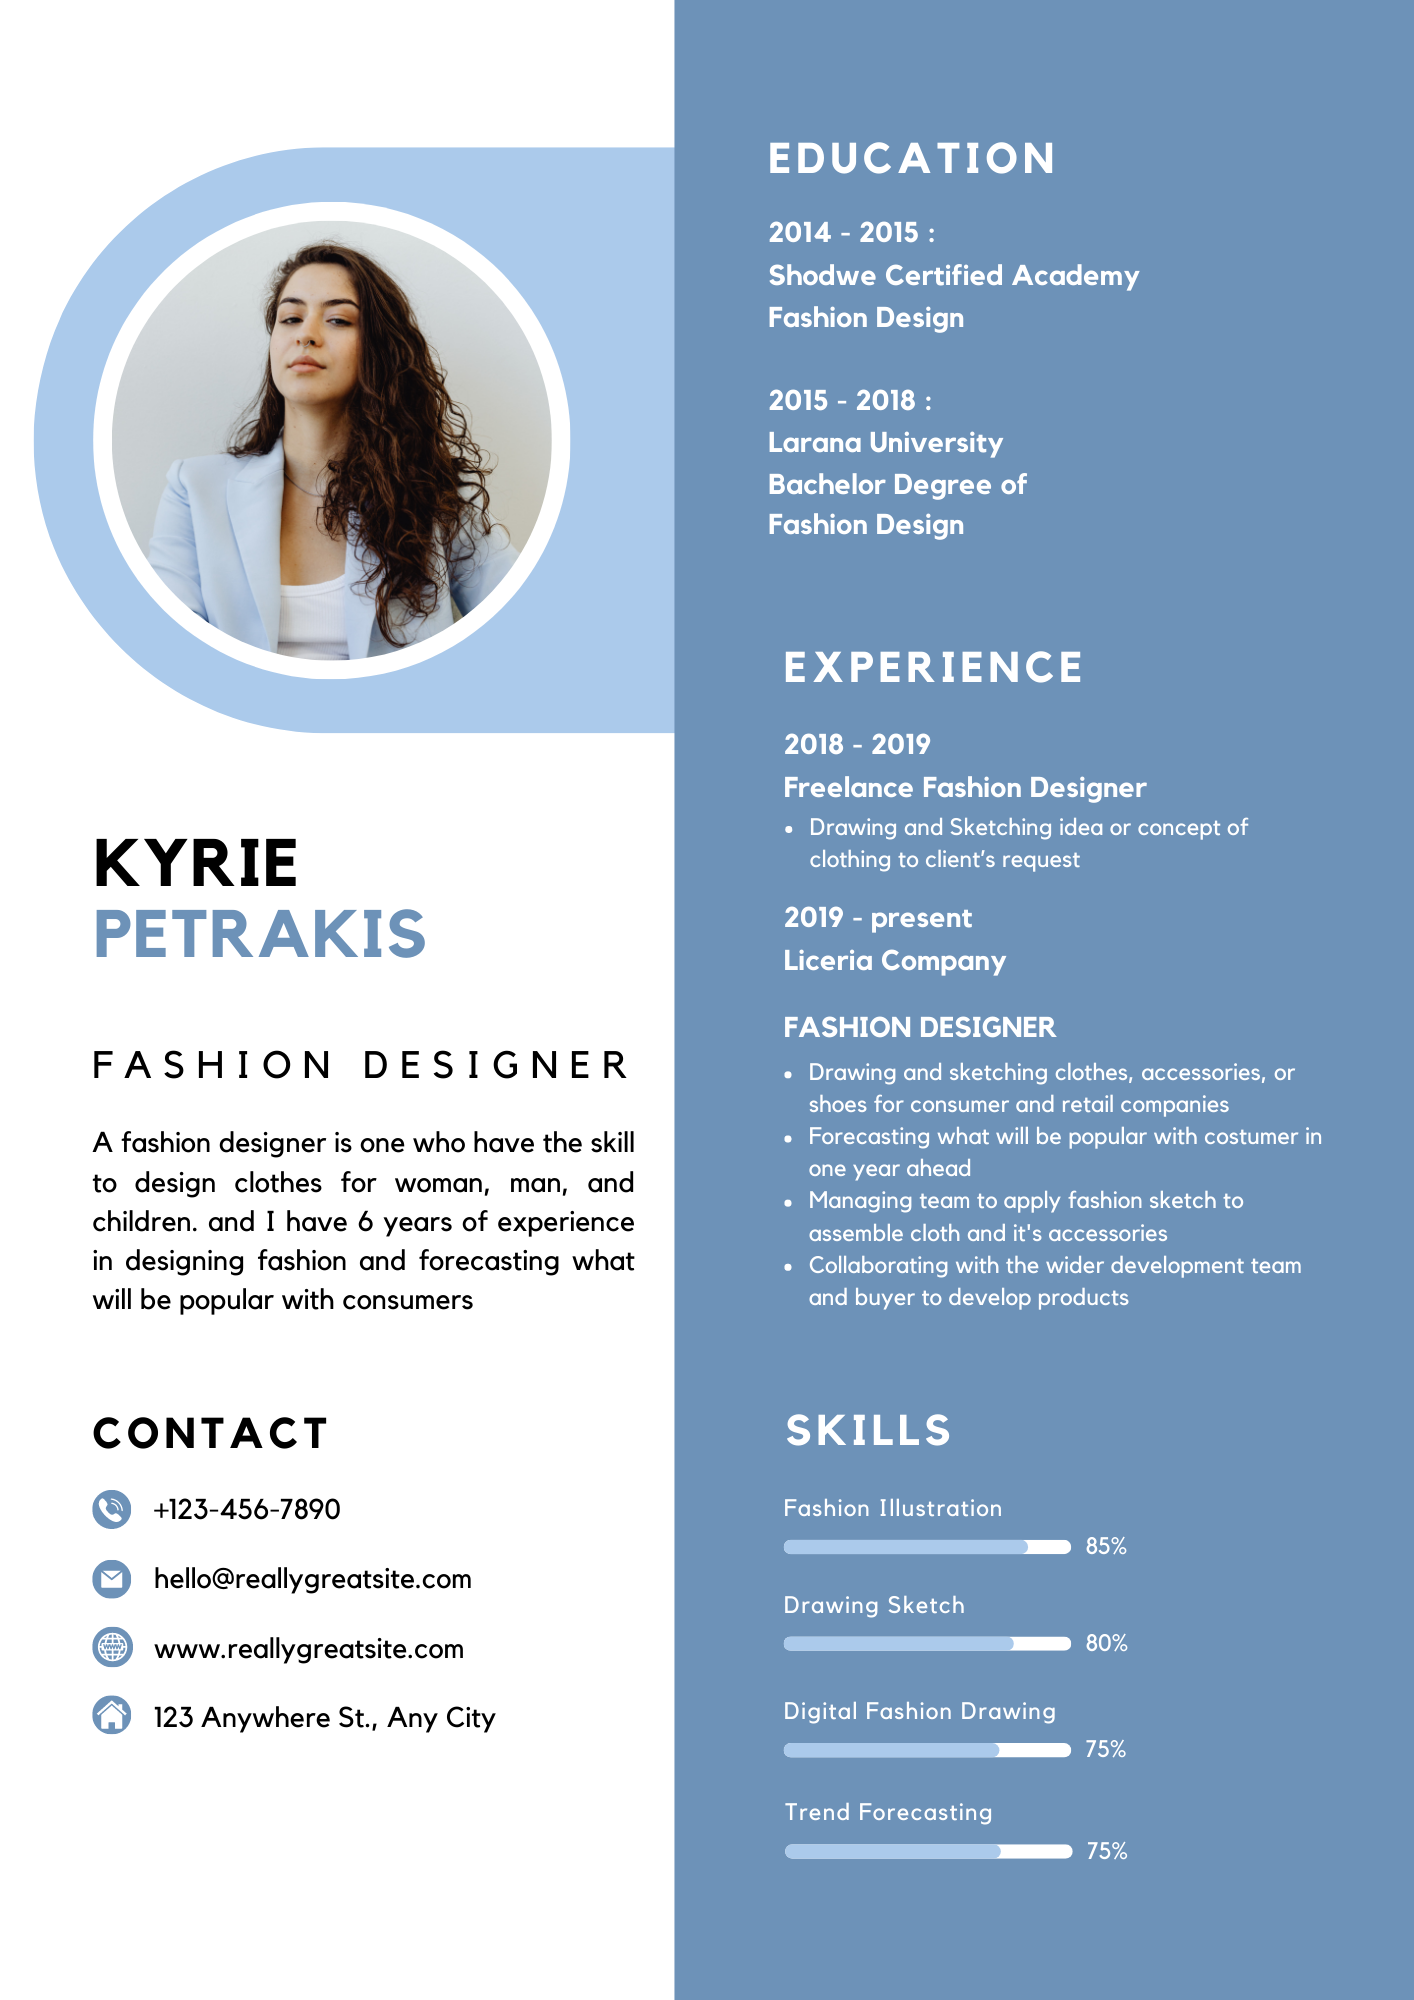 KYRIE
PETRAKIS
FASHION DESIGNER
A fashion designer is one who have the skill
to design clothes for woman, man, and
children. and I have 6 years of experience
in designing fashion and forecasting what
will be popular with consumers
CONTACT
+123-456-7890
hello@reallygreatsite.com
www.reallygreatsite.com
123 Anywhere St., Any City
EDUCATION
2014 - 2015 :
Shodwe Certified Academy
Fashion Design
2015 - 2018 :
Larana University
Bachelor Degree of
Fashion Design
EXPERIENCE
2018 - 2019
Freelance Fashion Designer
• Drawing and Sketching idea or concept of
clothing to client’s request
2019 - present
Liceria Company
FASHION DESIGNER
• Drawing and sketching clothes, accessories, or
shoes for consumer and retail companies
• Forecasting what will be popular with costumer in
one year ahead
• Managing team to apply fashion sketch to
assemble cloth and it's accessories
• Collaborating with the wider development team
and buyer to develop products
SKILLS
Fashion Illustration
85%
Drawing Sketch
80%
Digital Fashion Drawing
75%
Trend Forecasting
75%